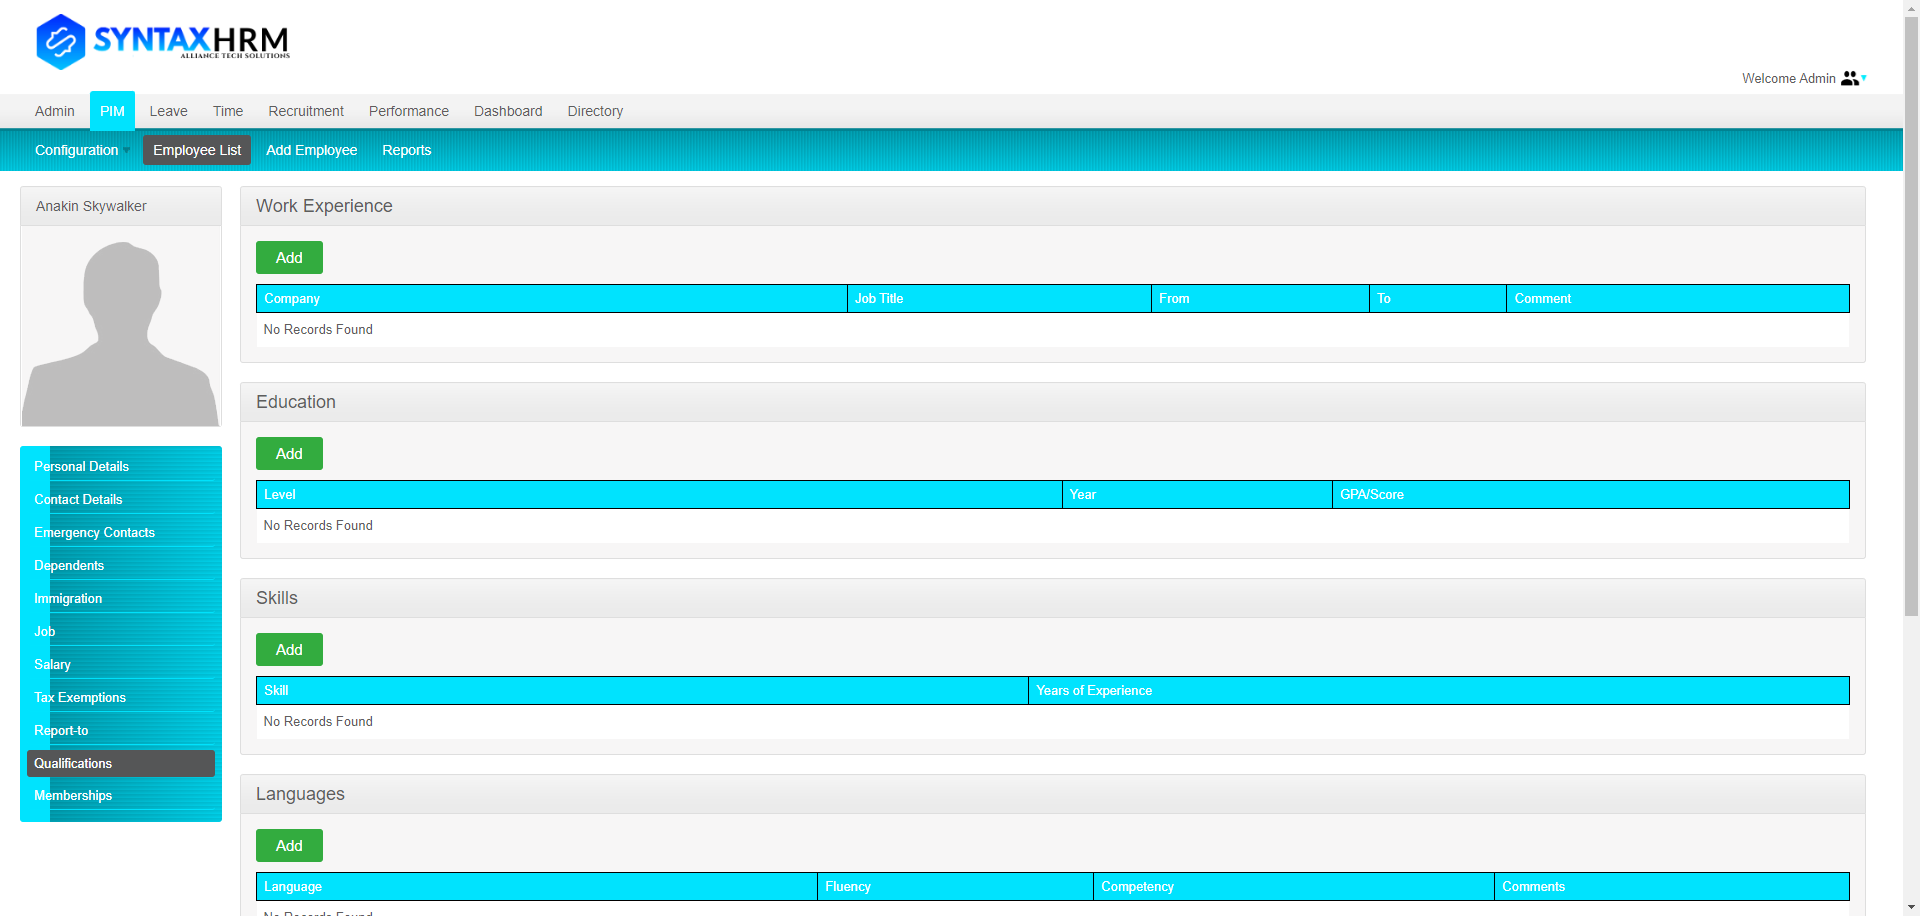 SYNTAXHRM
ALLIANCE TECH SOLUTIONS
Welcome Admin
Admin PIM Leave Time Recruitment Performance Dashboard Directory
Configuration Employee List Add Employee Reports
Anakin Skywalker
Personal Details
Contact Details
Emergency Contacts
Dependents
Immigration
Job
Salary
Tax Exemptions
Report-to
Qualifications
Memberships
Work Experience
Add
Company Job Title From To Comment
No Records Found
Education
Add
Level Year GPA/Score
No Records Found
Skills
Add
Skill Years of Experience
No Records Found
Languages
Add
Language Fluency Competency Comments
No Records Found